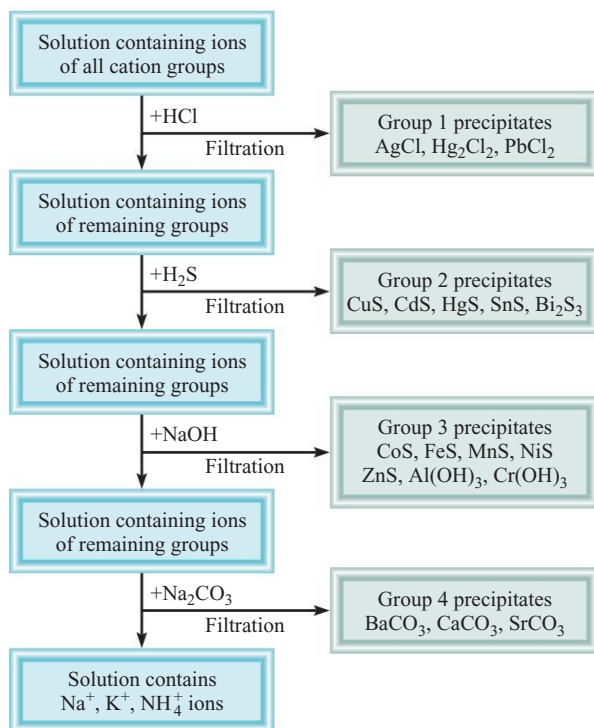 Solution containing ions
of all cation groups
+HCl
Filtration
Group 1 precipitates
AgCl, Hg₂Cl₂, PbCl₂
Solution containing ions
of remaining groups
+H₂S
Filtration
Group 2 precipitates
CuS, CdS, HgS, SnS, Bi₂S₃
Solution containing ions
of remaining groups
+NaOH
Filtration
Group 3 precipitates
CoS, FeS, MnS, NiS
ZnS, Al(OH)₃, Cr(OH)₃
Solution containing ions
of remaining groups
+Na₂CO₃
Filtration
Group 4 precipitates
BaCO₃, CaCO₃, SrCO₃
Solution contains
Na⁺, K⁺, NH₄⁺ ions